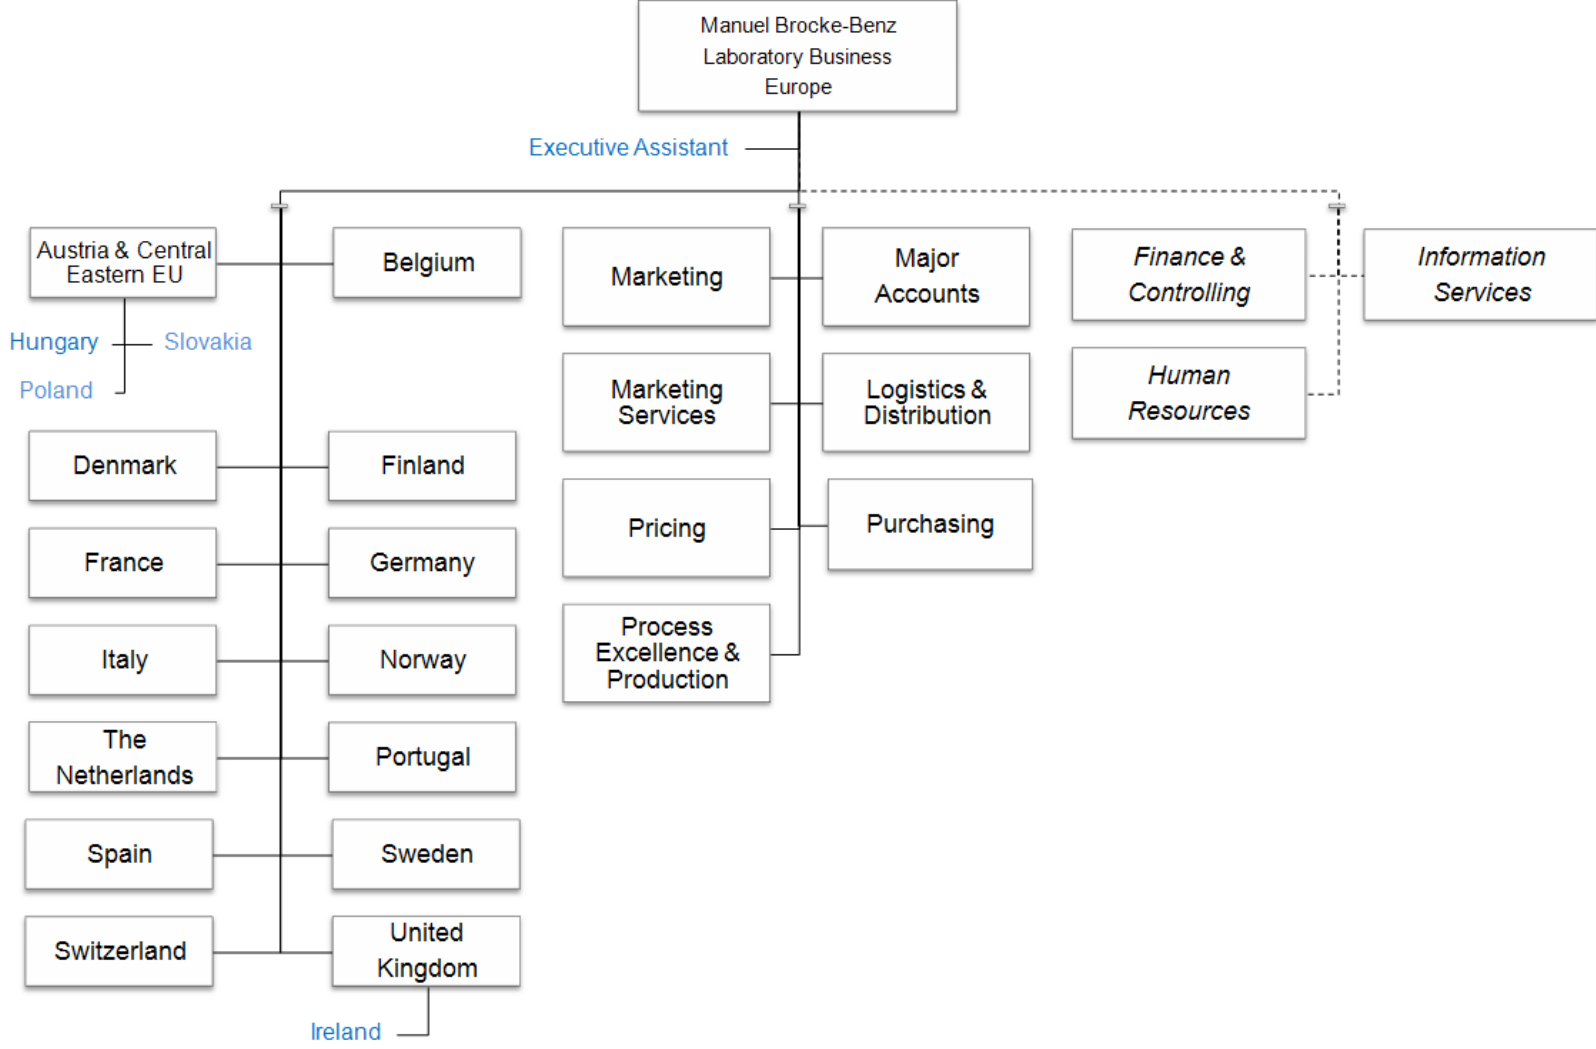 Manuel Brocke-Benz
Laboratory Business
Europe
Executive Assistant
Austria & Central
Eastern EU
Belgium
Hungary
Slovakia
Poland
Denmark
Finland
France
Germany
Italy
Norway
The
Netherlands
Portugal
Spain
Sweden
Switzerland
United
Kingdom
Ireland
Marketing
Major
Accounts
Marketing
Services
Logistics &
Distribution
Pricing
Purchasing
Process
Excellence &
Production
Finance &
Controlling
Information
Services
Human
Resources